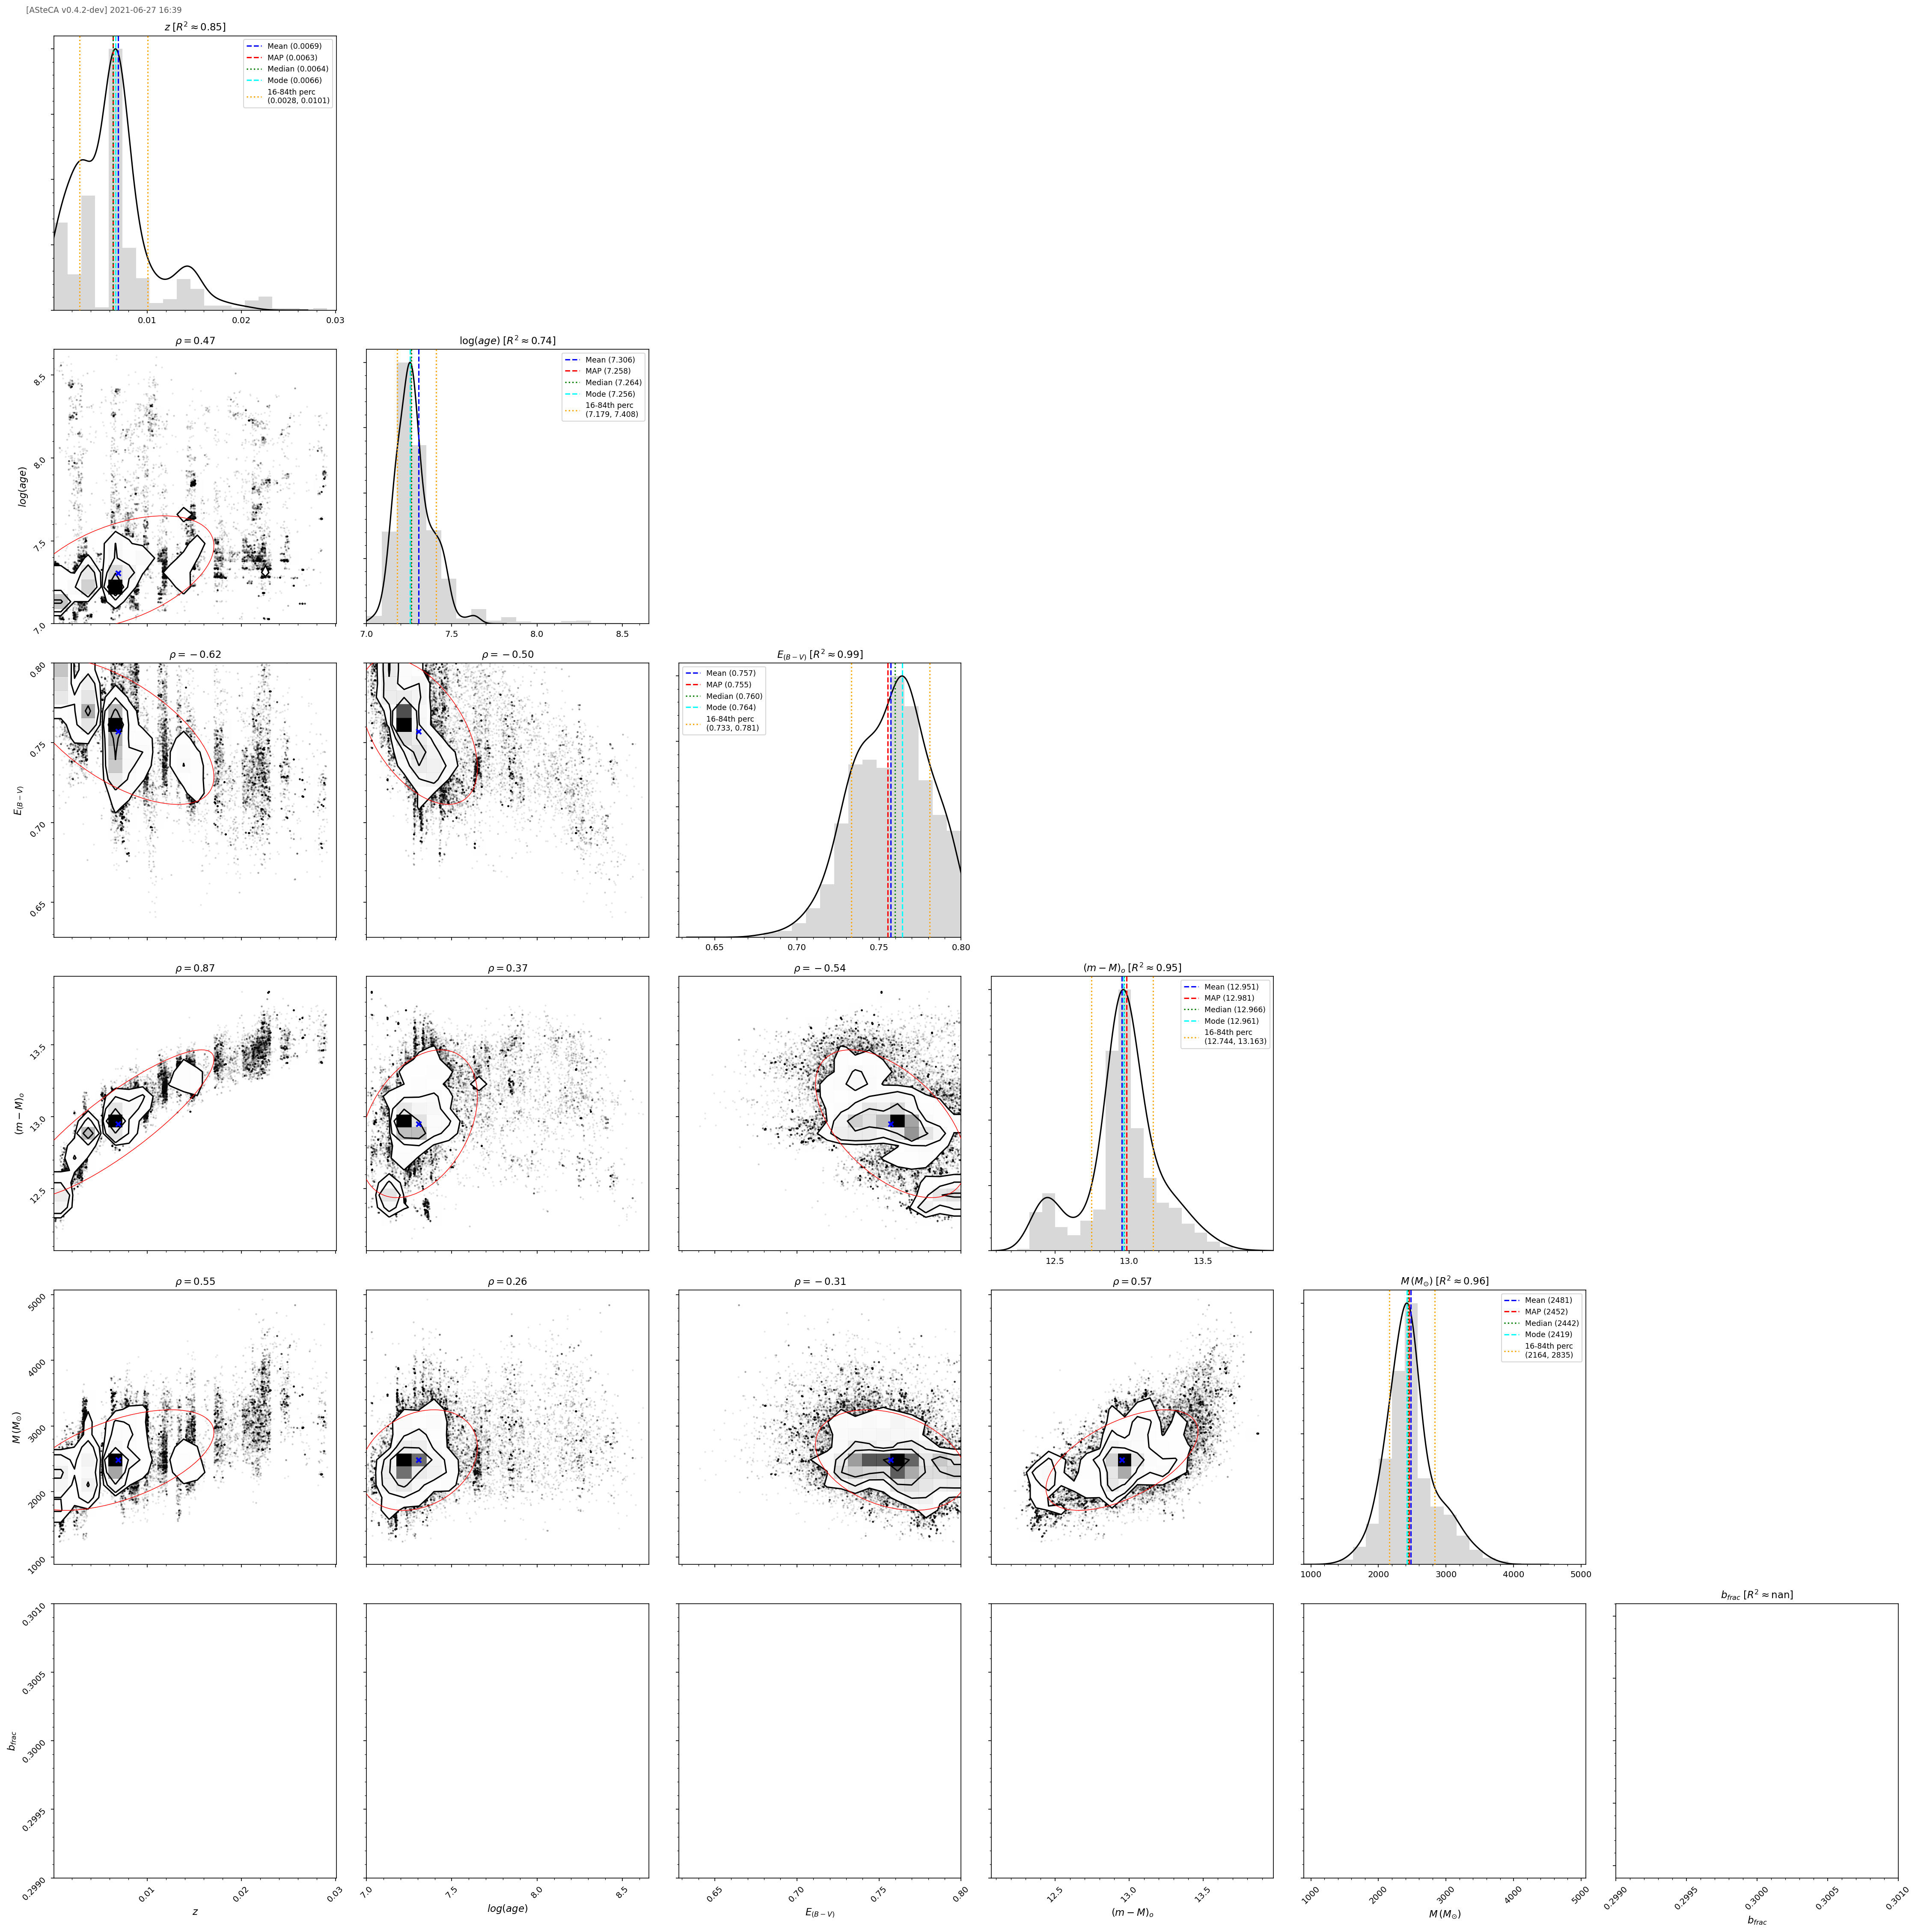 [ASteCA v0.4.2-dev] 2021-06-27 16:39
z [R² ≈ 0.85]
Mean (0.0069)
MAP (0.0063)
Median (0.0064)
Mode (0.0066)
16-84th perc
(0.0028, 0.0101)
0.01 0.02 0.03
ρ = 0.47
log(age)
8.5
8.0
7.5
7.0
log(age) [R² ≈ 0.74]
Mean (7.306)
MAP (7.258)
Median (7.264)
Mode (7.256)
16-84th perc
(7.179, 7.408)
7.0 7.5 8.0 8.5
ρ = −0.62
E(B−V)
0.80
0.75
0.70
0.65
ρ = −0.50
E(B−V) [R² ≈ 0.99]
Mean (0.757)
MAP (0.755)
Median (0.760)
Mode (0.764)
16-84th perc
(0.733, 0.781)
0.65 0.70 0.75 0.80
ρ = 0.87
(m − M)o
13.5
13.0
12.5
ρ = 0.37
ρ = −0.54
(m − M)o [R² ≈ 0.95]
Mean (12.951)
MAP (12.981)
Median (12.966)
Mode (12.961)
16-84th perc
(12.744, 13.163)
12.5 13.0 13.5
ρ = 0.55
M (M⊙)
5000
4000
3000
2000
1000
ρ = 0.26
ρ = −0.31
ρ = 0.57
M (M⊙) [R² ≈ 0.96]
Mean (2481)
MAP (2452)
Median (2442)
Mode (2419)
16-84th perc
(2164, 2835)
1000 2000 3000 4000 5000
b_frac
0.3010
0.3005
0.3000
0.2995
0.2990
b_frac [R² ≈ nan]
0.01 0.02 0.03
z
7.0 7.5 8.0 8.5
log(age)
0.65 0.70 0.75 0.80
E(B−V)
12.5 13.0 13.5
(m − M)o
1000 2000 3000 4000 5000
M (M⊙)
0.2990 0.2995 0.3000 0.3005 0.3010
b_frac